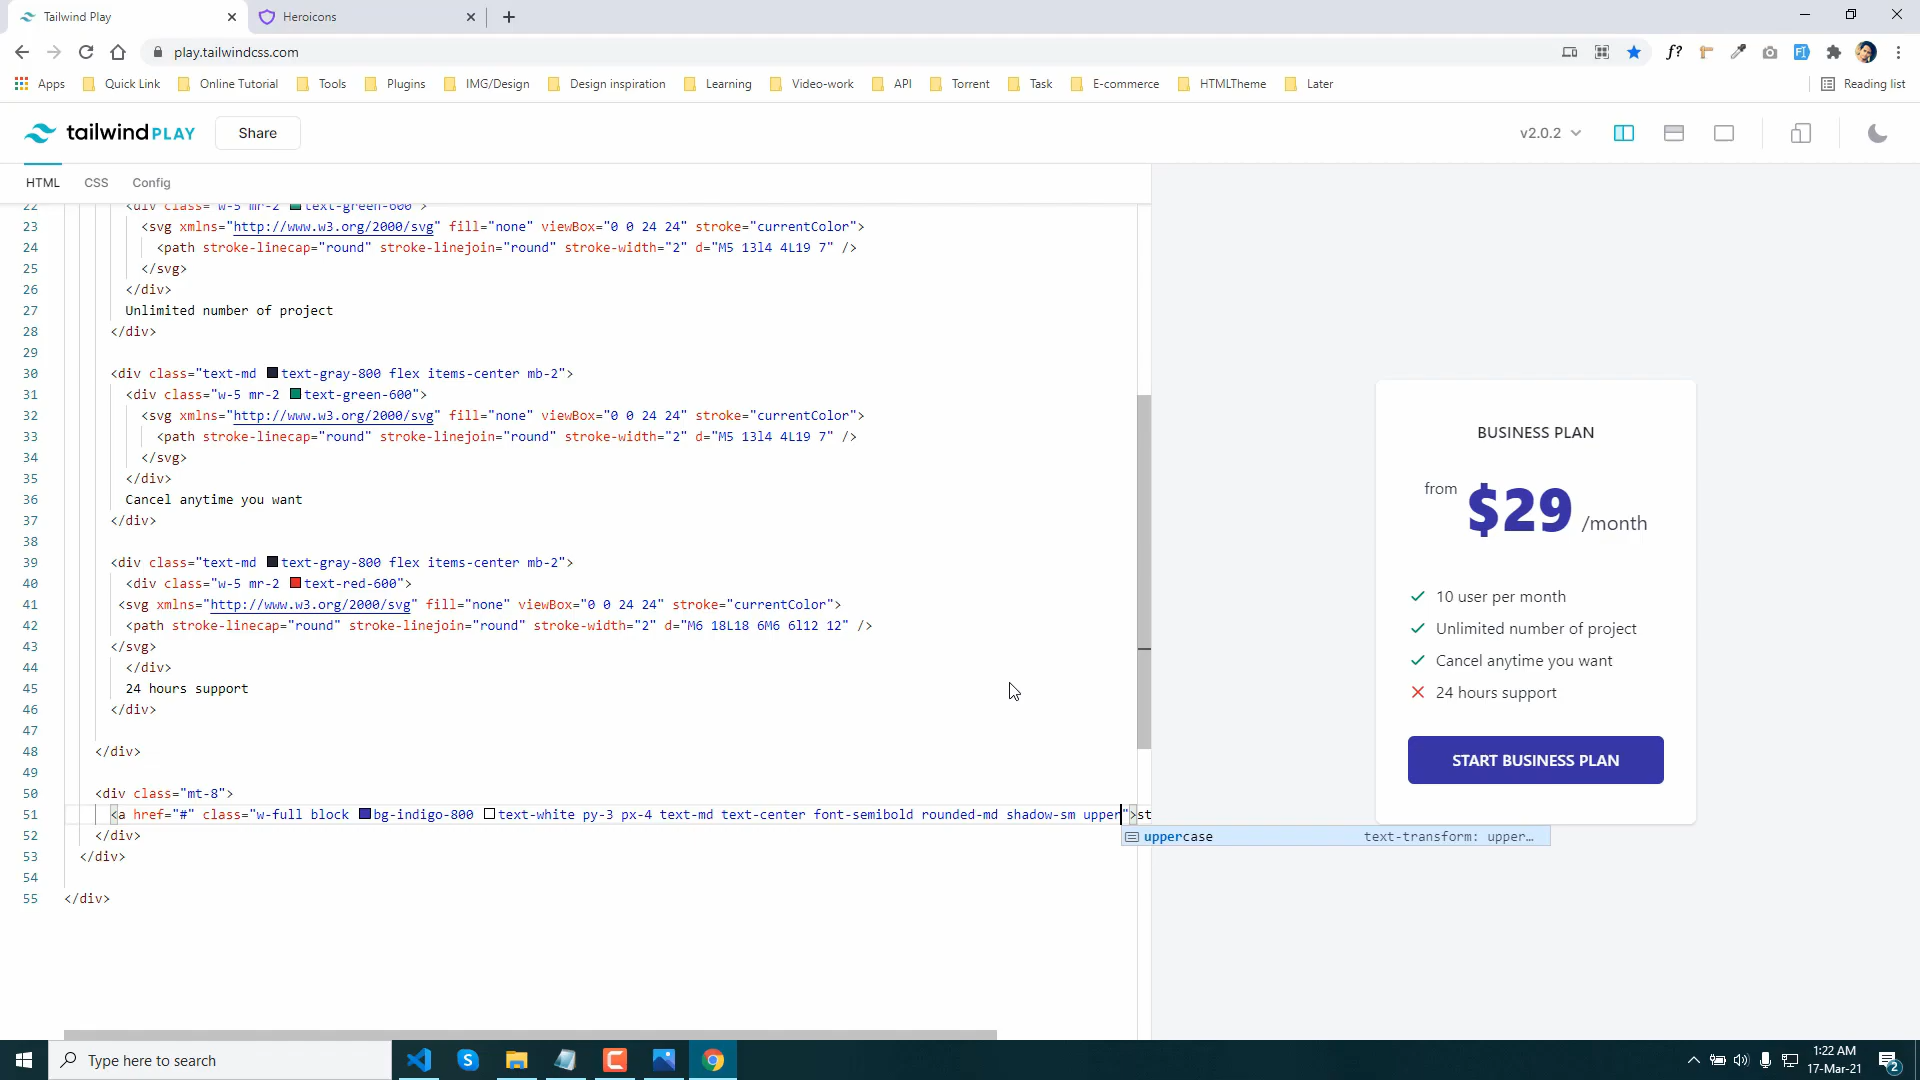 Tailwind Play
Heroicons
play.tailwindcss.com
f?
Apps
Quick Link
Online Tutorial
Tools
Plugins
IMG/Design
Design inspiration
Learning
Video-work
API
Torrent
Task
E-commerce
HTMLTheme
Later
Reading list
tailwindPLAY
Share
v2.0.2
HTML
CSS
Config
22 <div class="w-5 mr-2 text-green-600">
23 <svg xmlns="http://www.w3.org/2000/svg" fill="none" viewBox="0 0 24 24" stroke="currentColor">
24 <path stroke-linecap="round" stroke-linejoin="round" stroke-width="2" d="M5 13l4 4L19 7" />
25 </svg>
26 </div>
27 Unlimited number of project
28 </div>
29
30 <div class="text-md text-gray-800 flex items-center mb-2">
31 <div class="w-5 mr-2 text-green-600">
32 <svg xmlns="http://www.w3.org/2000/svg" fill="none" viewBox="0 0 24 24" stroke="currentColor">
33 <path stroke-linecap="round" stroke-linejoin="round" stroke-width="2" d="M5 13l4 4L19 7" />
34 </svg>
35 </div>
36 Cancel anytime you want
37 </div>
38
39 <div class="text-md text-gray-800 flex items-center mb-2">
40 <div class="w-5 mr-2 text-red-600">
41 <svg xmlns="http://www.w3.org/2000/svg" fill="none" viewBox="0 0 24 24" stroke="currentColor">
42 <path stroke-linecap="round" stroke-linejoin="round" stroke-width="2" d="M6 18L18 6M6 6l12 12" />
43 </svg>
44 </div>
45 24 hours support
46 </div>
47
48 </div>
49
50 <div class="mt-8">
51 <a href="#" class="w-full block bg-indigo-800 text-white py-3 px-4 text-md text-center font-semibold rounded-md shadow-sm upper">st
uppercase text-transform: upper…
52 </div>
53 </div>
54
55 </div>
BUSINESS PLAN
from $29 /month
10 user per month
Unlimited number of project
Cancel anytime you want
24 hours support
START BUSINESS PLAN
Type here to search
1:22 AM
17-Mar-21
2